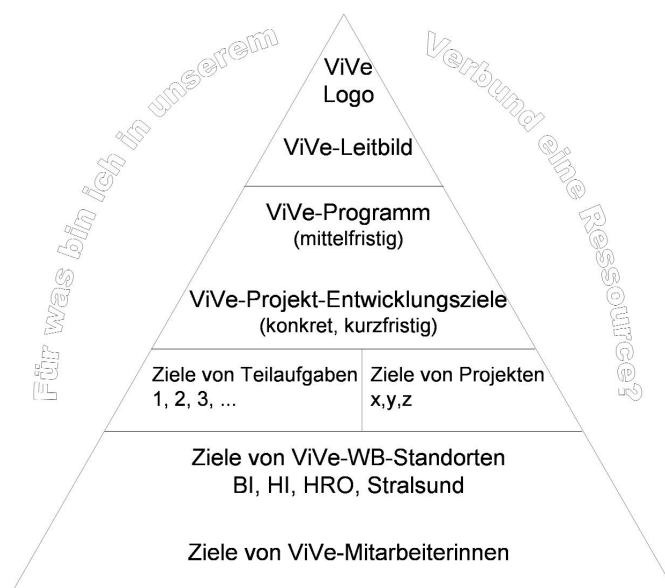 Für was bin ich in unserem
Verbund eine Ressource?
ViVe
Logo
ViVe-Leitbild
ViVe-Programm
(mittelfristig)
ViVe-Projekt-Entwicklungsziele
(konkret, kurzfristig)
Ziele von Teilaufgaben
1, 2, 3, ...
Ziele von Projekten
x,y,z
Ziele von ViVe-WB-Standorten
BI, HI, HRO, Stralsund
Ziele von ViVe-Mitarbeiterinnen